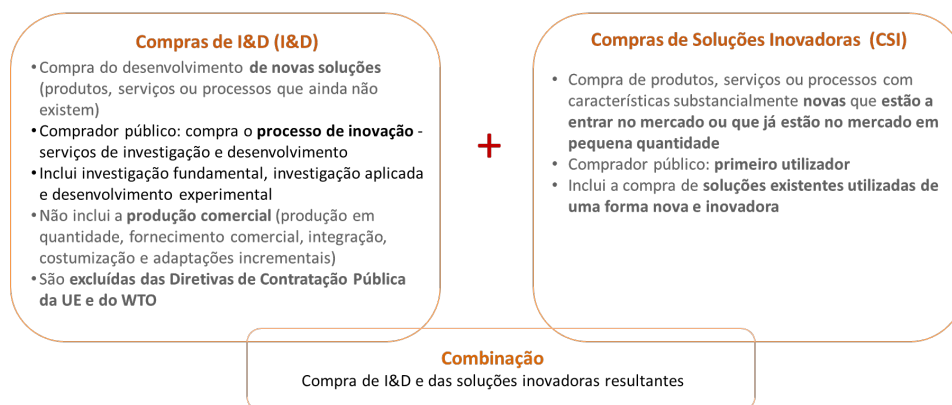 Compras de I&D (I&D)
• Compra do desenvolvimento de novas soluções
(produtos, serviços ou processos que ainda não
existem)
• Comprador público: compra o processo de inovação -
serviços de investigação e desenvolvimento
• Inclui investigação fundamental, investigação aplicada
e desenvolvimento experimental
• Não inclui a produção comercial (produção em
quantidade, fornecimento comercial, integração,
costumização e adaptações incrementais)
• São excluídas das Diretivas de Contratação Pública
da UE e do WTO
+
Compras de Soluções Inovadoras (CSI)
• Compra de produtos, serviços ou processos com
características substancialmente novas que estão a
entrar no mercado ou que já estão no mercado em
pequena quantidade
• Comprador público: primeiro utilizador
• Inclui a compra de soluções existentes utilizadas de
uma forma nova e inovadora
Combinação
Compra de I&D e das soluções inovadoras resultantes